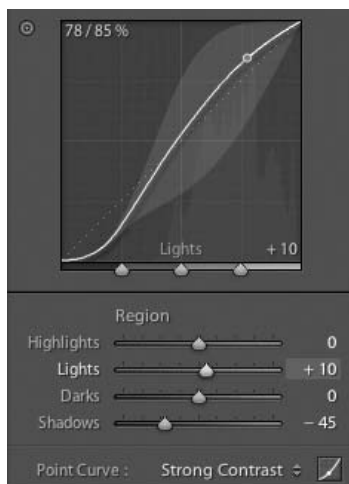 78 / 85 %
Lights + 10
Region
Highlights 0
Lights + 10
Darks 0
Shadows – 45
Point Curve : Strong Contrast